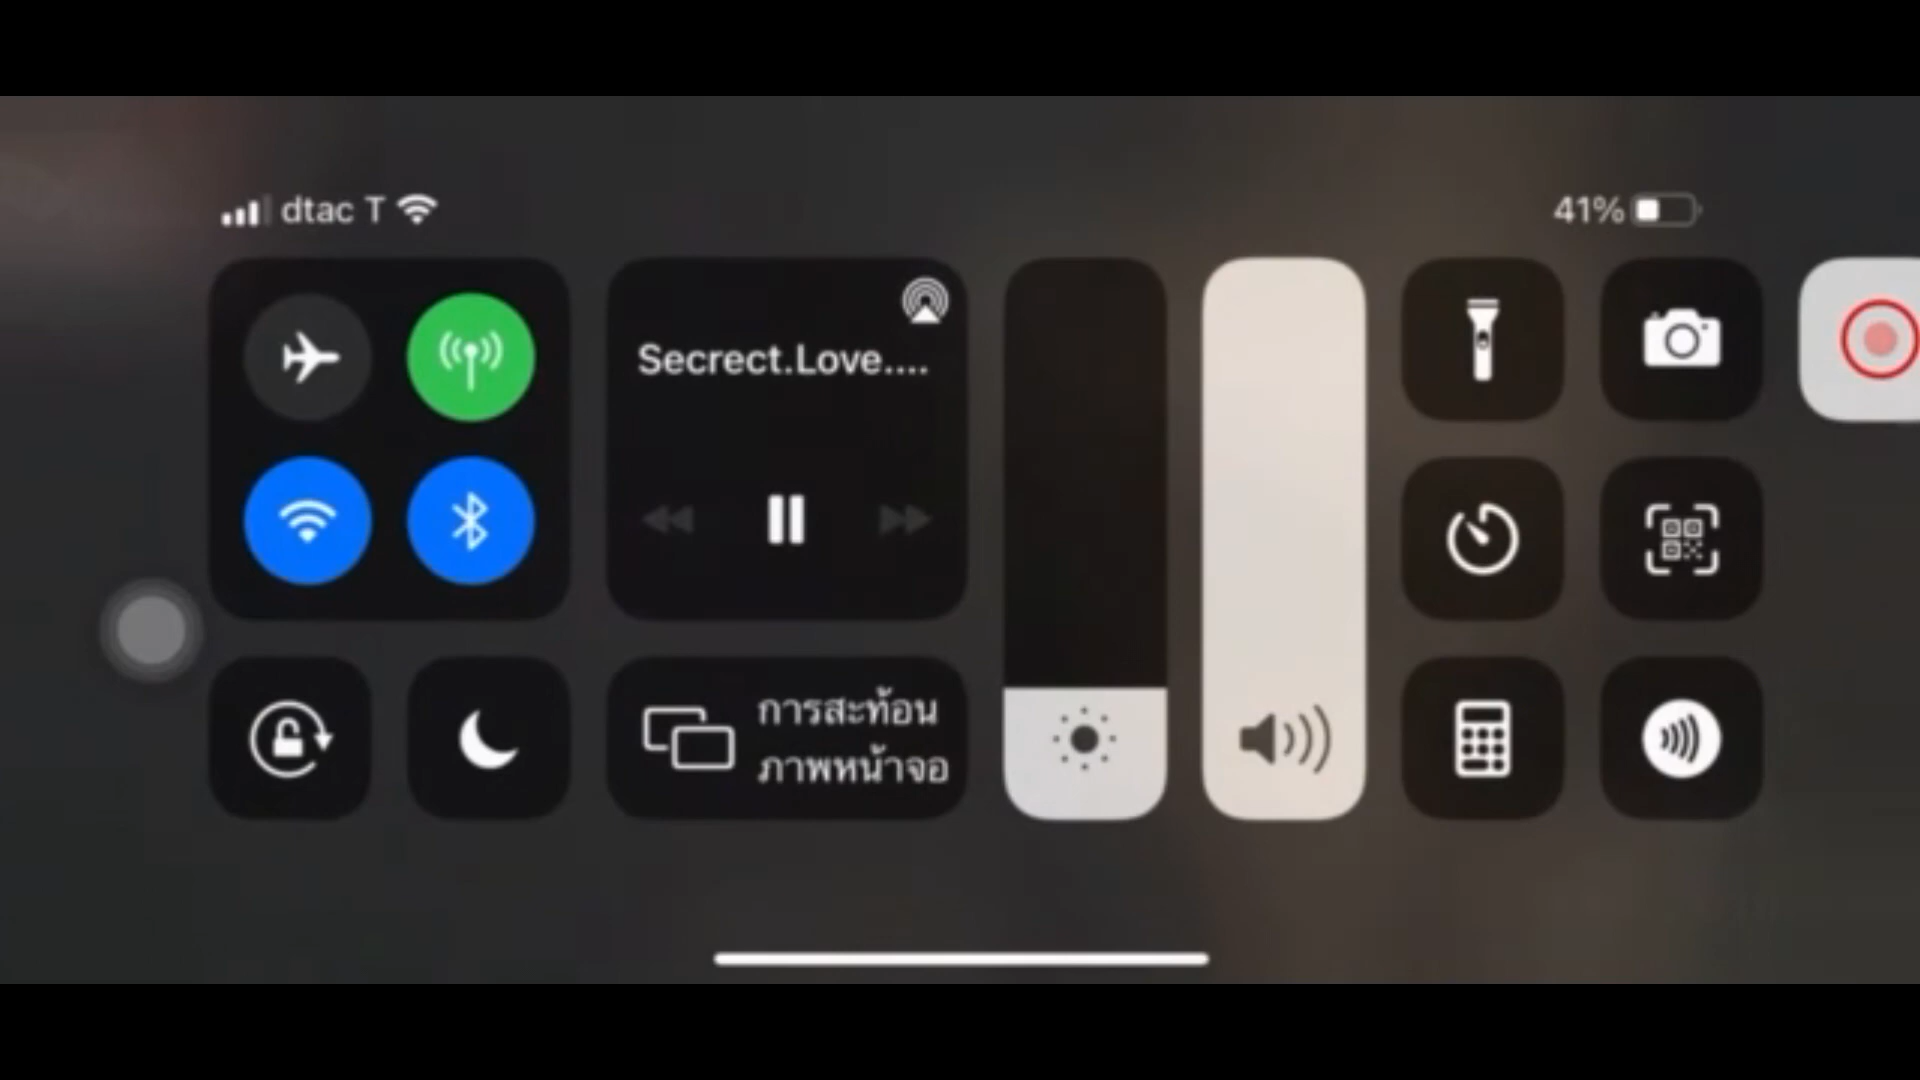 dtac T
41%
Secrect.Love....
การสะท้อน
ภาพหน้าจอ